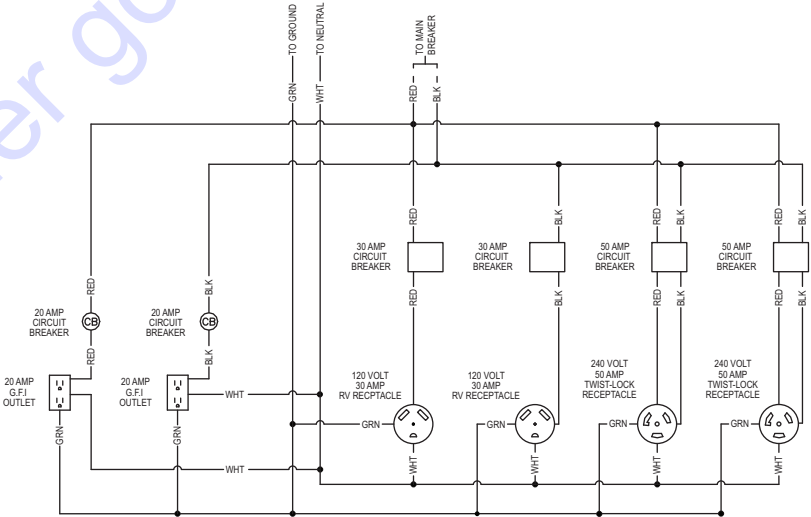 er go
TO GROUND
TO NEUTRAL
TO MAIN
BREAKER
GRN
WHT
RED
BLK
RED
BLK
RED
BLK
RED
BLK
30 AMP
CIRCUIT
BREAKER
30 AMP
CIRCUIT
BREAKER
50 AMP
CIRCUIT
BREAKER
50 AMP
CIRCUIT
BREAKER
RED
BLK
RED
BLK
RED
BLK
RED
BLK
20 AMP
CIRCUIT
BREAKER
CB
20 AMP
CIRCUIT
BREAKER
CB
RED
BLK
20 AMP
G.F.I
OUTLET
20 AMP
G.F.I
OUTLET
120 VOLT
30 AMP
RV RECPTACLE
120 VOLT
30 AMP
RV RECEPTACLE
240 VOLT
50 AMP
TWIST-LOCK
RECEPTACLE
240 VOLT
50 AMP
TWIST-LOCK
RECEPTACLE
WHT
GRN
GRN
GRN
GRN
GRN
GRN
WHT
WHT
WHT
WHT
WHT